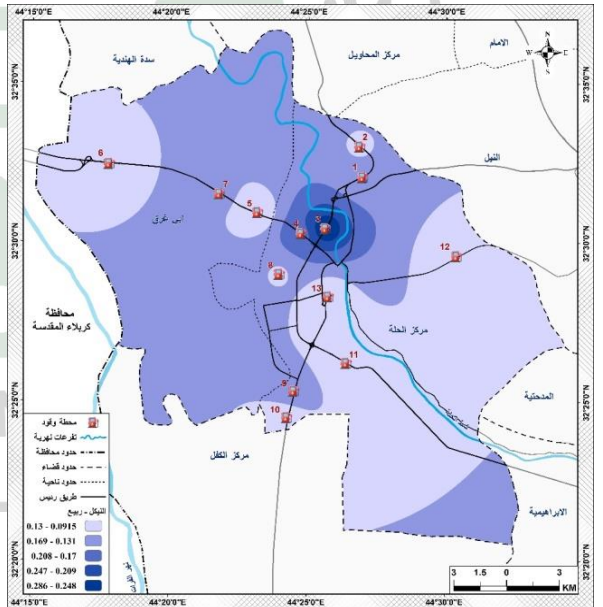 44°15'0"E 44°20'0"E 44°25'0"E 44°30'0"E
32°35'0"N
32°30'0"N
32°25'0"N
32°20'0"N
N
W E
S
الامام
مركز المحاويل
سدة الهندية
النيل
2
1
6
7
5
3
4
ابي غرق
12
8
13
محافظة
كربلاء المقدسة
مركز الحلة
11
المدحتية
9
10
مركز الكفل
الابراهيمية
محطة وقود
تفرعات نهرية
حدود محافظة
حدود قضاء
حدود ناحية
طريق رئيس
النيكل - ربيع
0.13 - 0.0915
0.169 - 0.131
0.208 - 0.17
0.247 - 0.209
0.286 - 0.248
3 1.5 0 3
KM
32°35'0"N
32°30'0"N
32°25'0"N
32°20'0"N
44°15'0"E 44°20'0"E 44°25'0"E 44°30'0"E